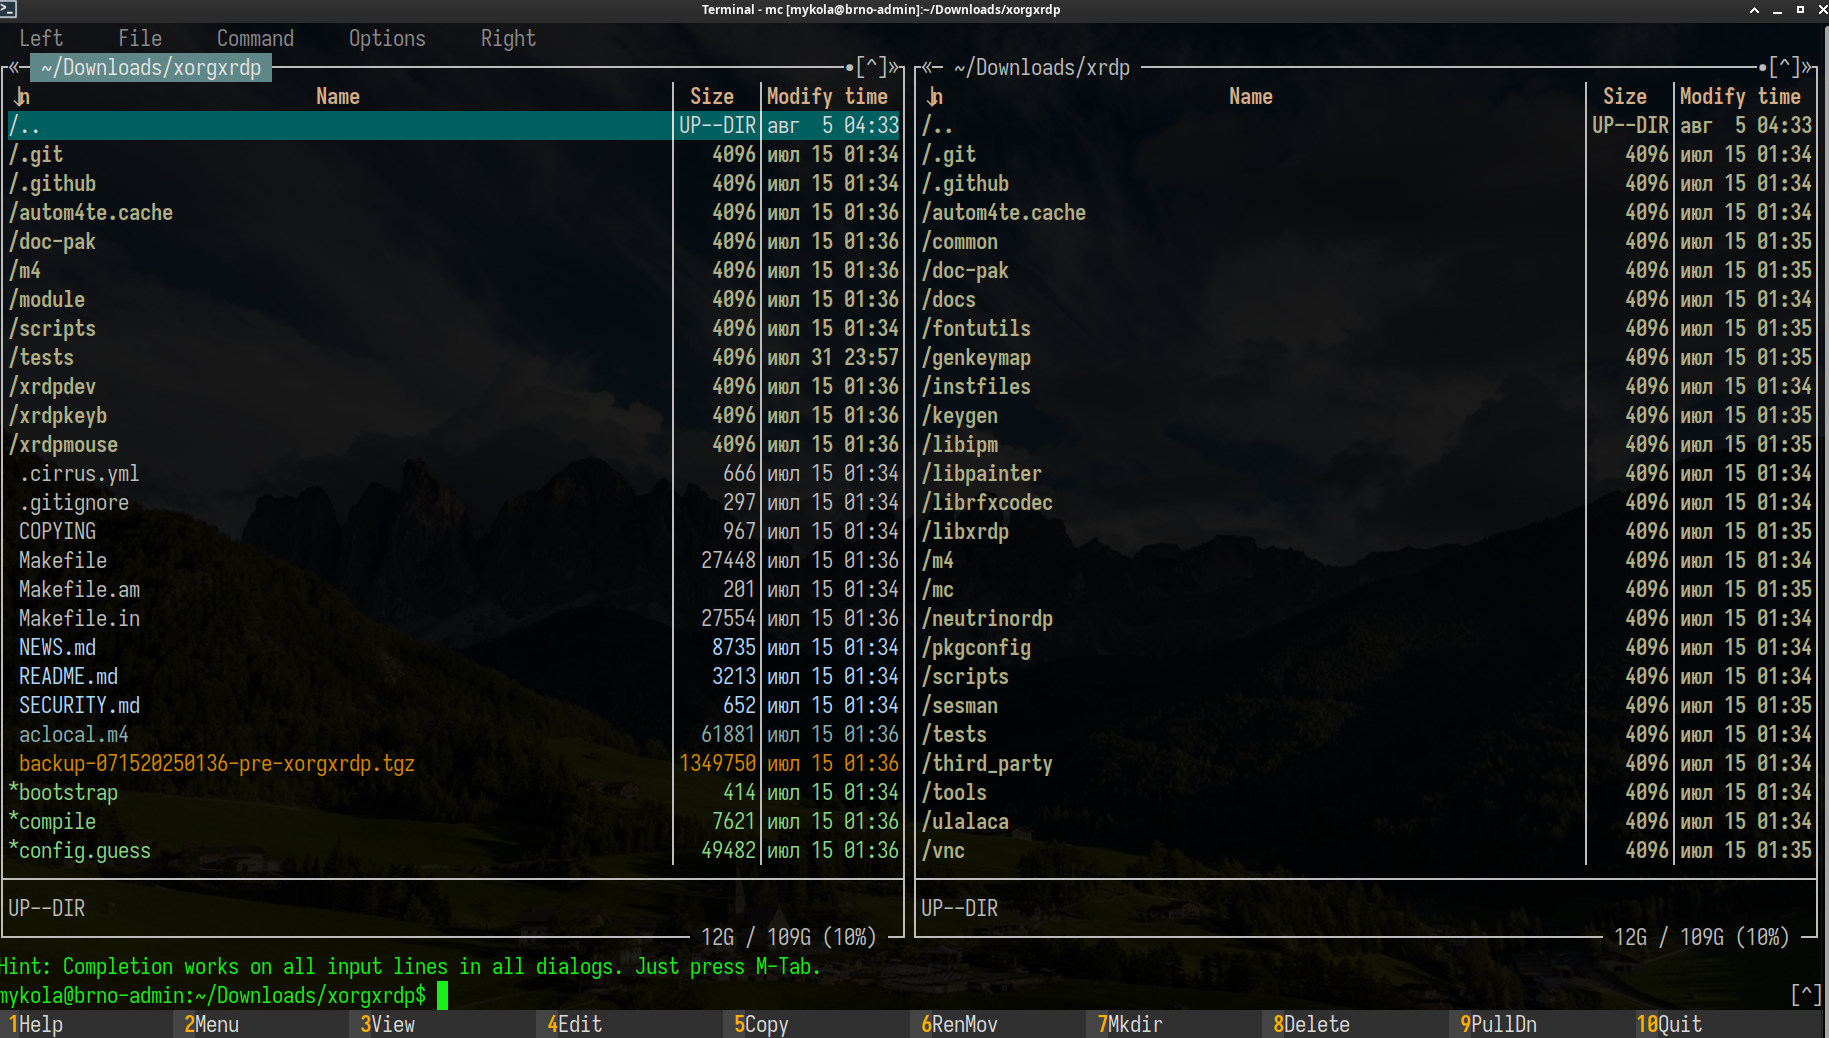 Terminal - mc [mykola@brno-admin]:~/Downloads/xorgxrdp
Left File Command Options Right
«─ ~/Downloads/xorgxrdp •[^]»
↓n Name Size Modify time
/.. UP--DIR авг 5 04:33
/.git 4096 июл 15 01:34
/.github 4096 июл 15 01:34
/autom4te.cache 4096 июл 15 01:36
/doc-pak 4096 июл 15 01:36
/m4 4096 июл 15 01:36
/module 4096 июл 15 01:36
/scripts 4096 июл 15 01:34
/tests 4096 июл 31 23:57
/xrdpdev 4096 июл 15 01:36
/xrdpkeyb 4096 июл 15 01:36
/xrdpmouse 4096 июл 15 01:36
.cirrus.yml 666 июл 15 01:34
.gitignore 297 июл 15 01:34
COPYING 967 июл 15 01:34
Makefile 27448 июл 15 01:36
Makefile.am 201 июл 15 01:34
Makefile.in 27554 июл 15 01:36
NEWS.md 8735 июл 15 01:34
README.md 3213 июл 15 01:34
SECURITY.md 652 июл 15 01:34
aclocal.m4 61881 июл 15 01:36
backup-071520250136-pre-xorgxrdp.tgz 1349750 июл 15 01:36
*bootstrap 414 июл 15 01:34
*compile 7621 июл 15 01:36
*config.guess 49482 июл 15 01:36
UP--DIR
12G / 109G (10%)
«─ ~/Downloads/xrdp •[^]»
↓n Name Size Modify time
/.. UP--DIR авг 5 04:33
/.git 4096 июл 15 01:34
/.github 4096 июл 15 01:34
/autom4te.cache 4096 июл 15 01:34
/common 4096 июл 15 01:35
/doc-pak 4096 июл 15 01:35
/docs 4096 июл 15 01:34
/fontutils 4096 июл 15 01:35
/genkeymap 4096 июл 15 01:35
/instfiles 4096 июл 15 01:34
/keygen 4096 июл 15 01:35
/libipm 4096 июл 15 01:35
/libpainter 4096 июл 15 01:34
/librfxcodec 4096 июл 15 01:34
/libxrdp 4096 июл 15 01:35
/m4 4096 июл 15 01:34
/mc 4096 июл 15 01:35
/neutrinordp 4096 июл 15 01:34
/pkgconfig 4096 июл 15 01:34
/scripts 4096 июл 15 01:34
/sesman 4096 июл 15 01:35
/tests 4096 июл 15 01:34
/third_party 4096 июл 15 01:34
/tools 4096 июл 15 01:34
/ulalaca 4096 июл 15 01:34
/vnc 4096 июл 15 01:35
UP--DIR
12G / 109G (10%)
Hint: Completion works on all input lines in all dialogs. Just press M-Tab.
mykola@brno-admin:~/Downloads/xorgxrdp$ [^]
1Help 2Menu 3View 4Edit 5Copy 6RenMov 7Mkdir 8Delete 9PullDn 10Quit